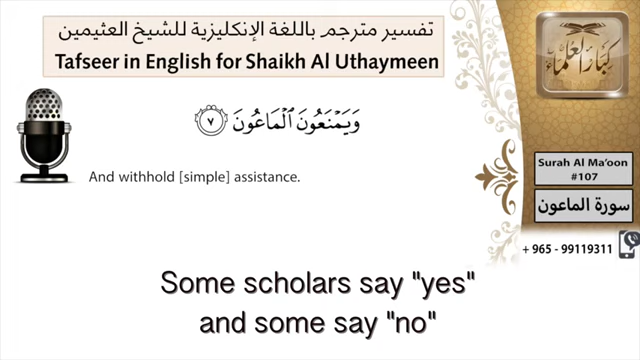 تفسير مترجم باللغة الإنكليزية للشيخ العثيمين
Tafseer in English for Shaikh Al Uthaymeen
كبار العلماء
وَيَمْنَعُونَ ٱلْمَاعُونَ ٧
And withhold [simple] assistance.
Surah Al Ma'oon
#107
سورة الماعون
+ 965 - 99119311
Some scholars say "yes"
and some say "no"